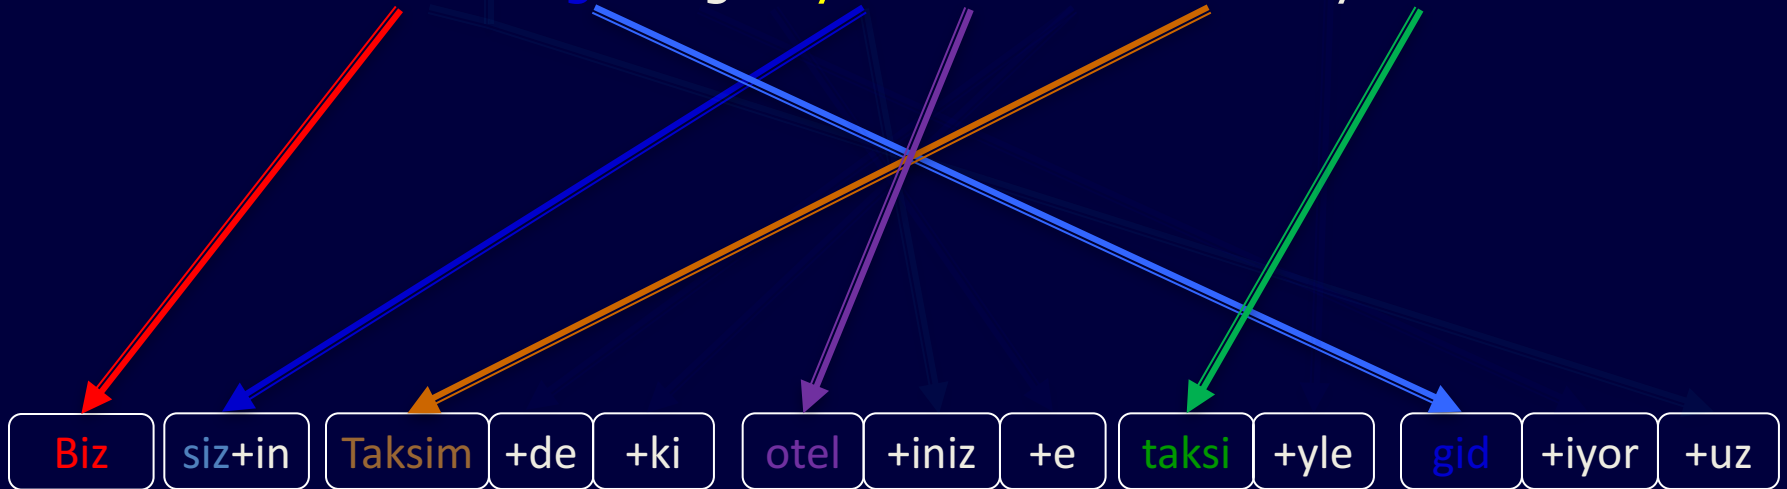 Biz siz+in Taksim +de +ki otel +iniz +e taksi +yle gid +iyor +uz